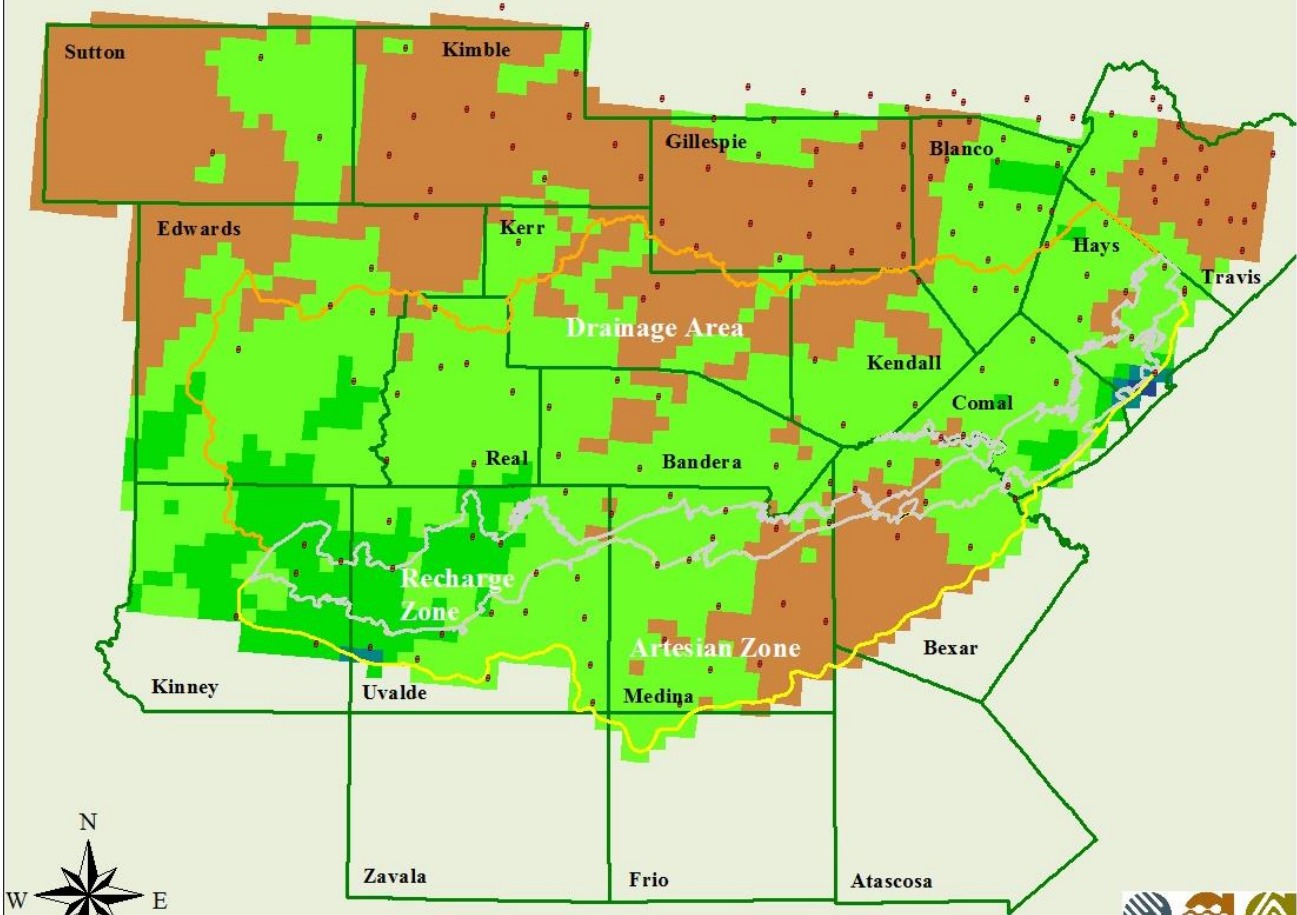 Sutton
Kimble
Gillespie
Blanco
Edwards
Kerr
Hays
Travis
Drainage Area
Kendall
Comal
Real
Bandera
Recharge
Zone
Artesian Zone
Bexar
Kinney
Uvalde
Medina
N
W
E
Zavala
Frio
Atascosa